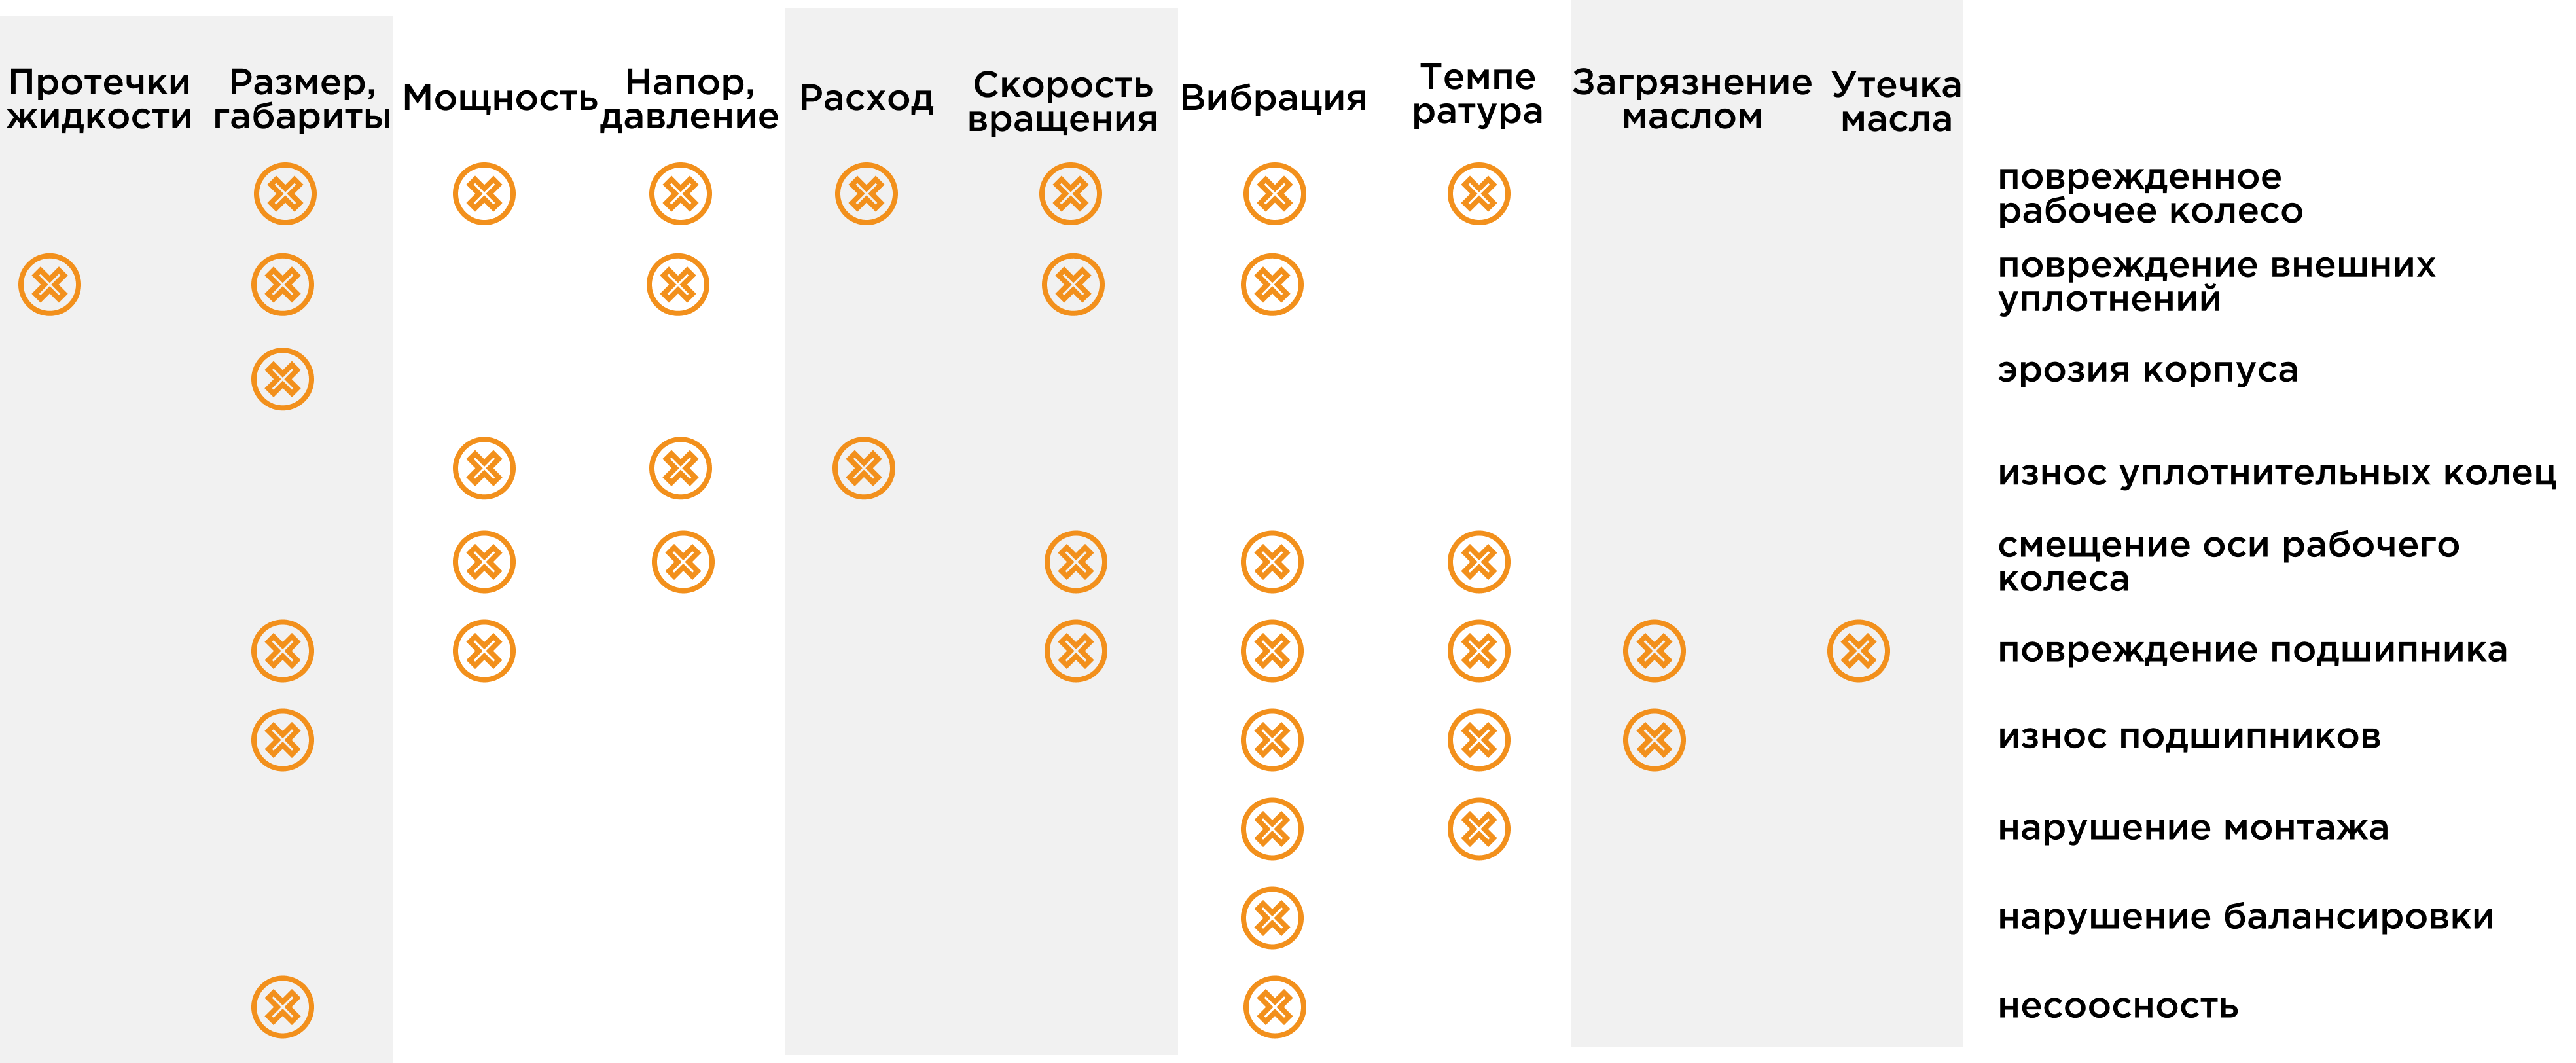 Протечки
жидкости
Размер,
габариты
Мощность
Напор,
давление
Расход
Скорость
вращения
Вибрация
Темпе
ратура
Загрязнение
маслом
Утечка
масла
поврежденное
рабочее колесо
повреждение внешних
уплотнений
эрозия корпуса
износ уплотнительных колец
смещение оси рабочего
колеса
повреждение подшипника
износ подшипников
нарушение монтажа
нарушение балансировки
несоосность